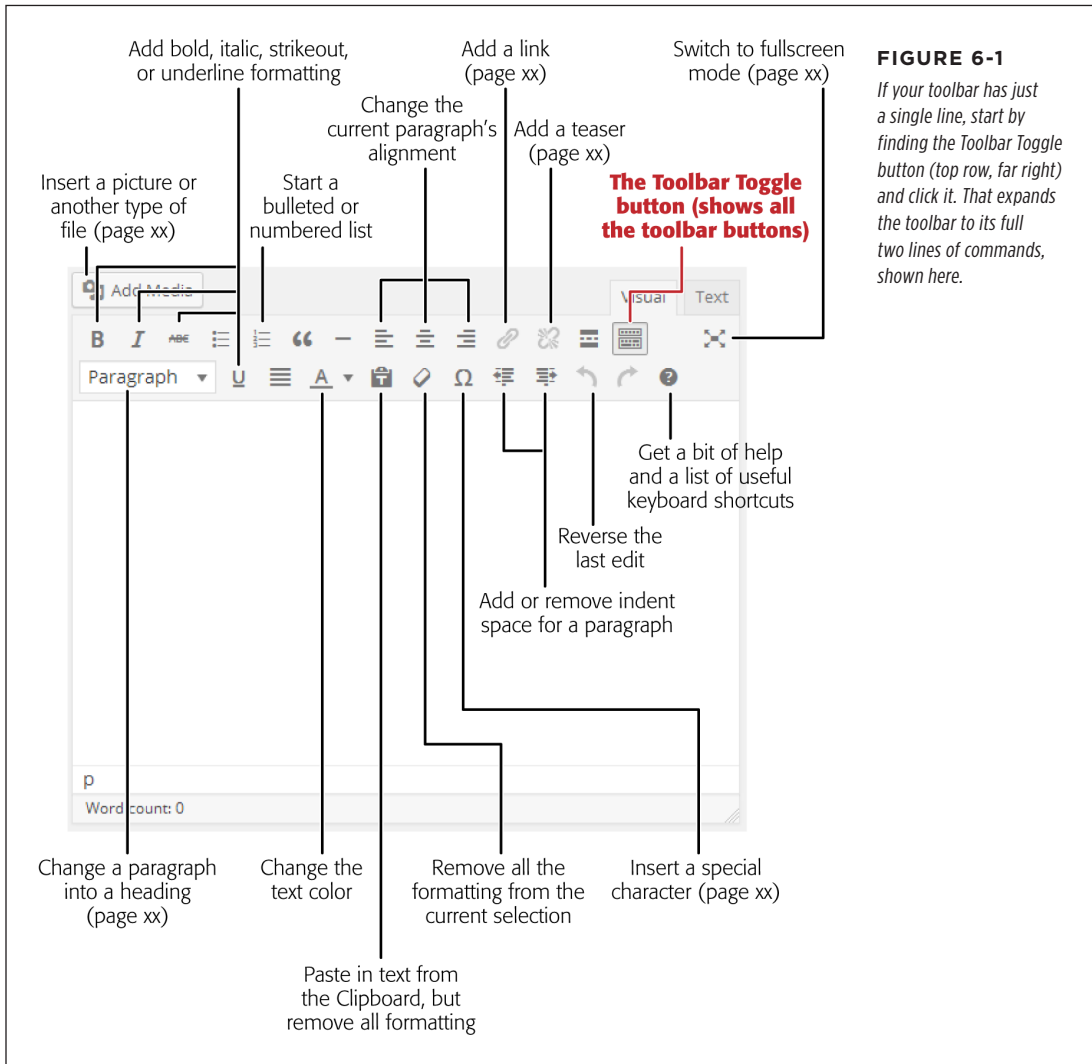 Add bold, italic, strikeout,
or underline formatting
Add a link
(page xx)
Switch to fullscreen
mode (page xx)
FIGURE 6-1
If your toolbar has just
a single line, start by
finding the Toolbar Toggle
button (top row, far right)
and click it. That expands
the toolbar to its full
two lines of commands,
shown here.
Change the
current paragraph's
alignment
Add a teaser
(page xx)
Insert a picture or
another type of
file (page xx)
Start a
bulleted or
numbered list
The Toolbar Toggle
button (shows all
the toolbar buttons)
Add Media
Visual Text
B I ABC
Paragraph U A T Ω ?
Get a bit of help
and a list of useful
keyboard shortcuts
Reverse the
last edit
Add or remove indent
space for a paragraph
p
Word count: 0
Change a paragraph
into a heading
(page xx)
Change the
text color
Remove all the
formatting from the
current selection
Insert a special
character (page xx)
Paste in text from
the Clipboard, but
remove all formatting